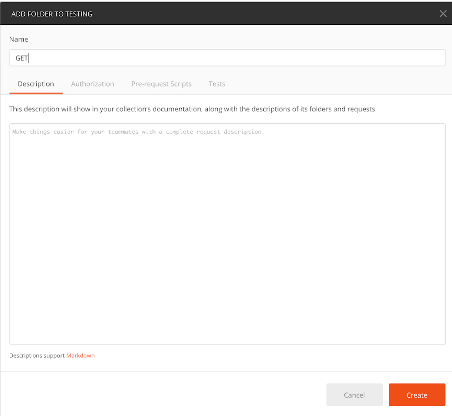 ADD FOLDER TO TESTING
Name
GET
Description Authorization Pre-request Scripts Tests
This description will show in your collection's documentation, along with the descriptions of its folders and requests.
Make things easier for your teammates with a complete request description.
Descriptions support Markdown
Cancel Create